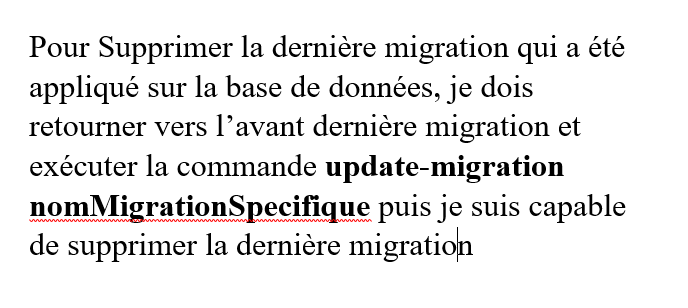 Pour Supprimer la dernière migration qui a été
appliqué sur la base de données, je dois
retourner vers l’avant dernière migration et
exécuter la commande update-migration
nomMigrationSpecifique puis je suis capable
de supprimer la dernière migration